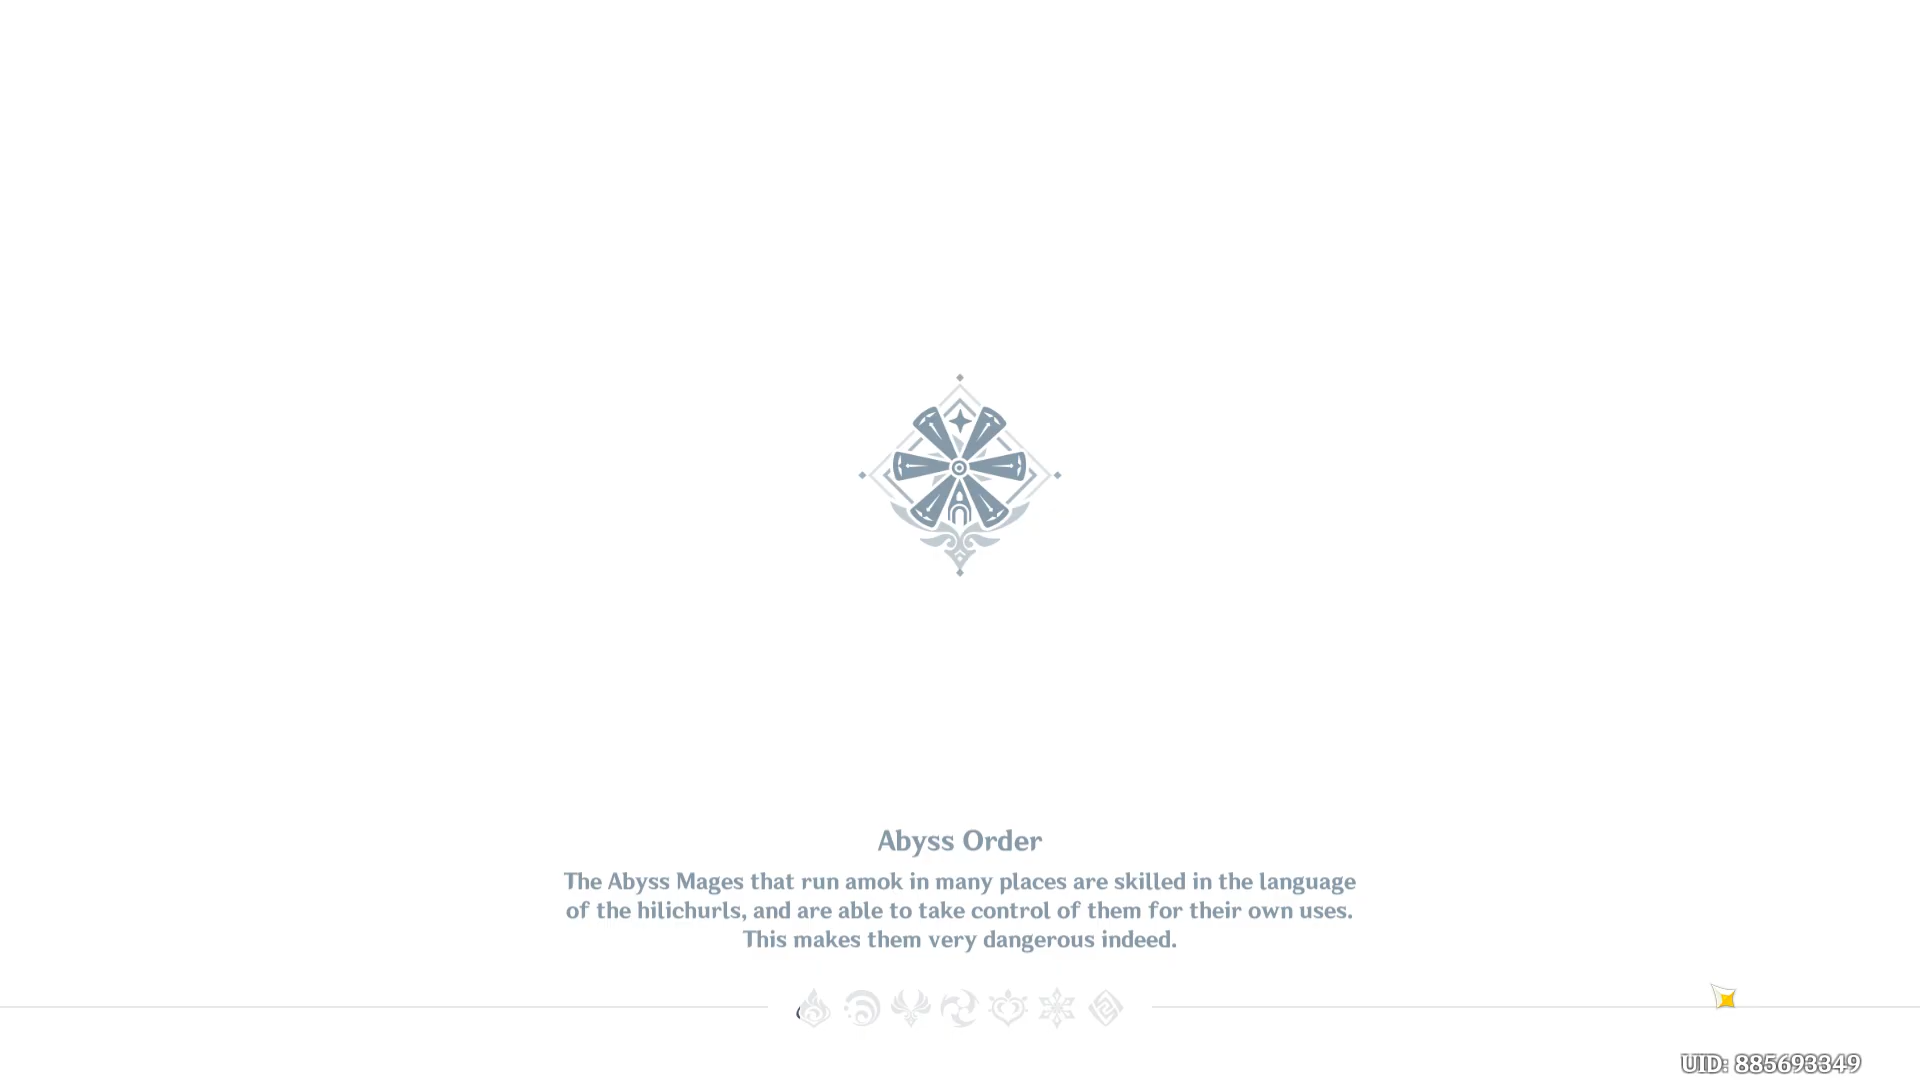 Abyss Order
The Abyss Mages that run amok in many places are skilled in the language
of the hilichurls, and are able to take control of them for their own uses.
This makes them very dangerous indeed.
UID: 885693349